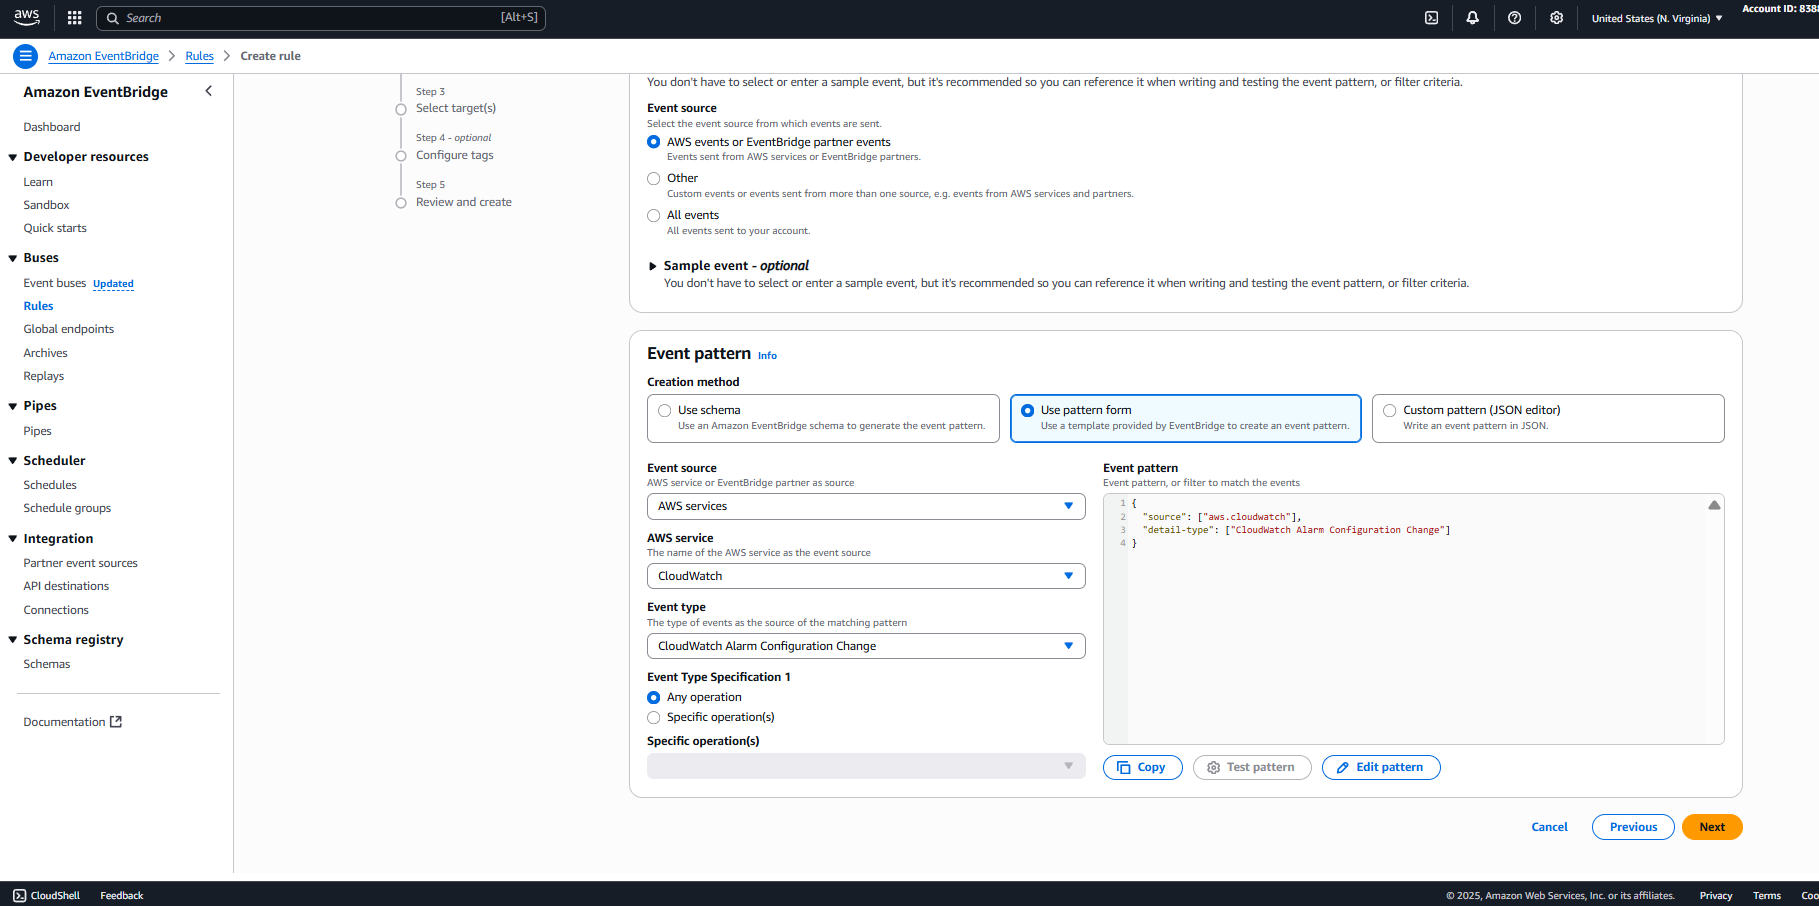 aws
Search
[Alt+S]
United States (N. Virginia)
Account ID: 838
Amazon EventBridge
Rules
Create rule
Amazon EventBridge
Dashboard
Developer resources
Learn
Sandbox
Quick starts
Buses
Event buses Updated
Rules
Global endpoints
Archives
Replays
Pipes
Pipes
Scheduler
Schedules
Schedule groups
Integration
Partner event sources
API destinations
Connections
Schema registry
Schemas
Documentation
Step 3
Select target(s)
Step 4 - optional
Configure tags
Step 5
Review and create
You don't have to select or enter a sample event, but it's recommended so you can reference it when writing and testing the event pattern, or filter criteria.
Event source
Select the event source from which events are sent.
AWS events or EventBridge partner events
Events sent from AWS services or EventBridge partners.
Other
Custom events or events sent from more than one source, e.g. events from AWS services and partners.
All events
All events sent to your account.
Sample event - optional
You don't have to select or enter a sample event, but it's recommended so you can reference it when writing and testing the event pattern, or filter criteria.
Event pattern Info
Creation method
Use schema
Use an Amazon EventBridge schema to generate the event pattern.
Use pattern form
Use a template provided by EventBridge to create an event pattern.
Custom pattern (JSON editor)
Write an event pattern in JSON.
Event source
AWS service or EventBridge partner as source
AWS services
AWS service
The name of the AWS service as the event source
CloudWatch
Event type
The type of events as the source of the matching pattern
CloudWatch Alarm Configuration Change
Event Type Specification 1
Any operation
Specific operation(s)
Specific operation(s)
Event pattern
Event pattern, or filter to match the events
1 {
2 "source": ["aws.cloudwatch"],
3 "detail-type": ["CloudWatch Alarm Configuration Change"]
4 }
Copy
Test pattern
Edit pattern
Cancel
Previous
Next
CloudShell
Feedback
© 2025, Amazon Web Services, Inc. or its affiliates.
Privacy
Terms
Coo